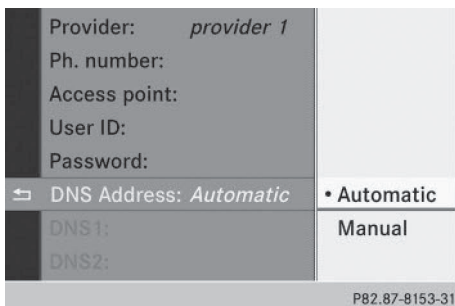 Provider: provider 1
Ph. number:
Access point:
User ID:
Password:
DNS Address: Automatic • Automatic
DNS1: Manual
DNS2:
P82.87-8153-31